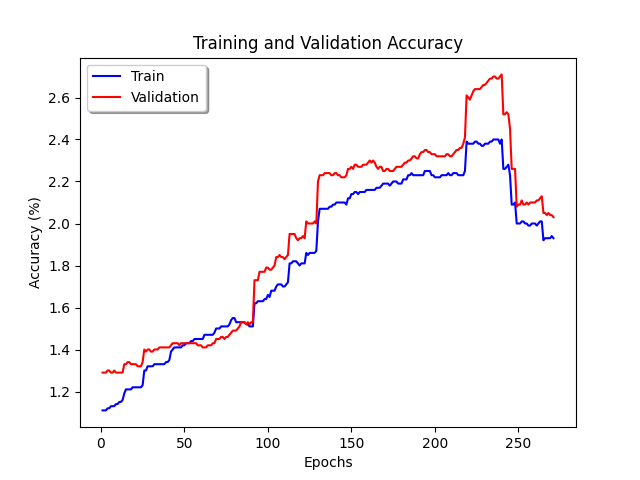 Training and Validation Accuracy
Train
Validation
Accuracy (%)
2.6
2.4
2.2
2.0
1.8
1.6
1.4
1.2
0 50 100 150 200 250
Epochs